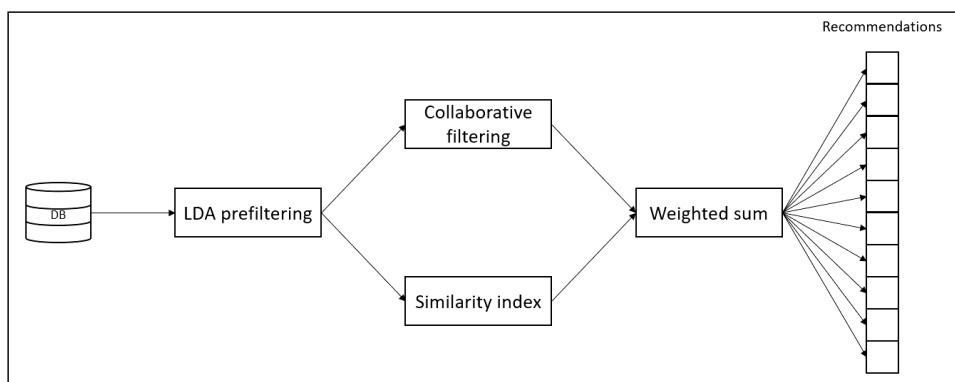 Recommendations
Collaborative
filtering
DB
LDA prefiltering
Weighted sum
Similarity index